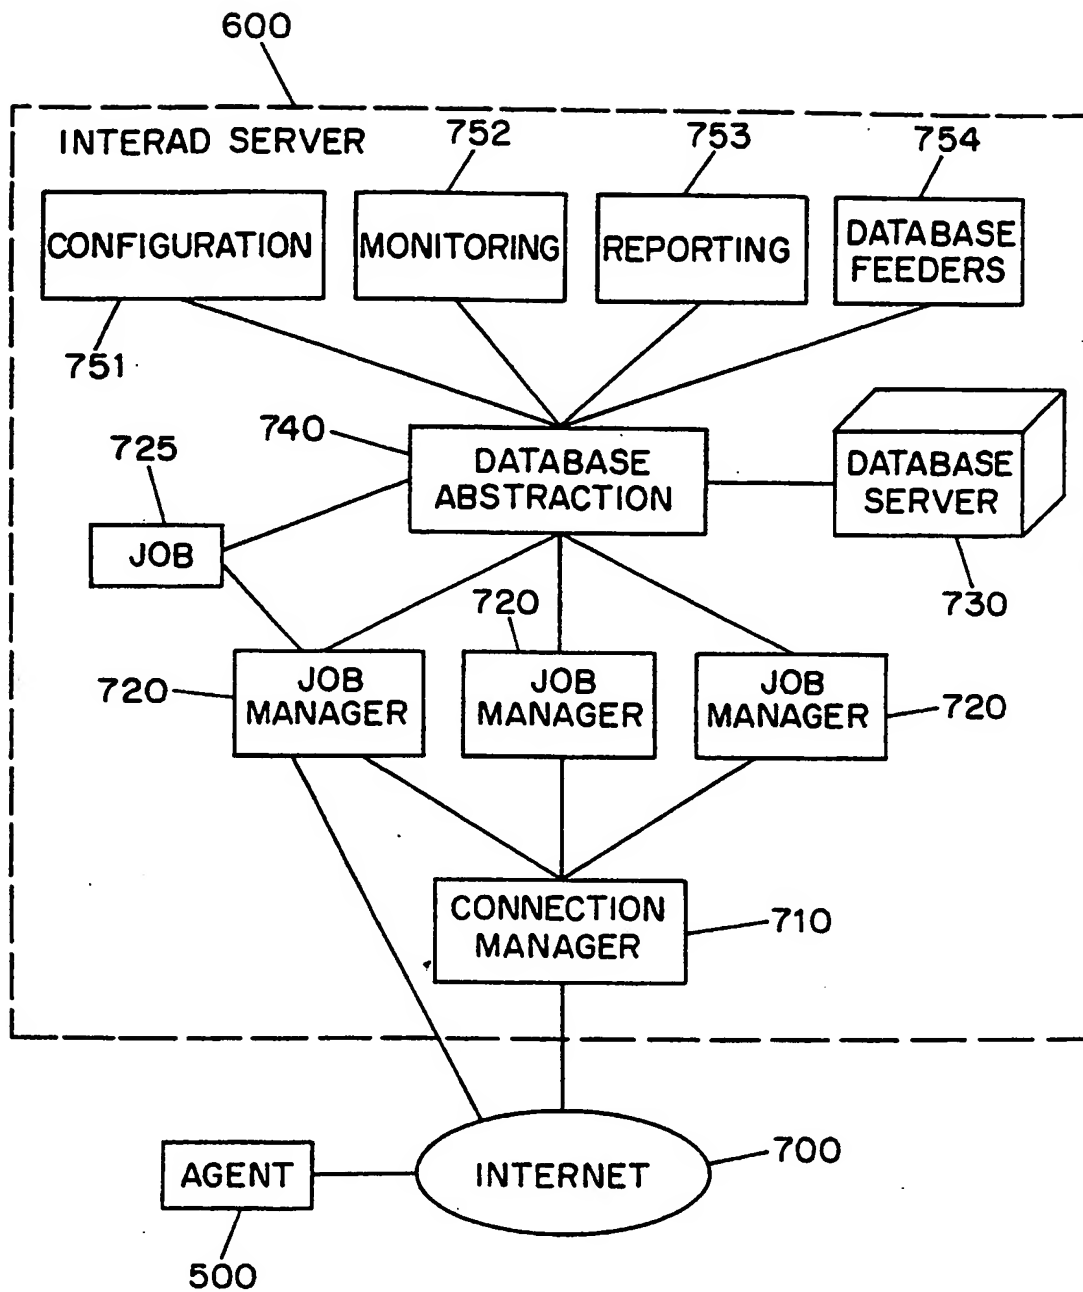 600
INTERAD SERVER
752
753
754
CONFIGURATION
MONITORING
REPORTING
DATABASE
FEEDERS
751
740
725
DATABASE
ABSTRACTION
DATABASE
SERVER
JOB
730
720
720
JOB
MANAGER
JOB
MANAGER
JOB
MANAGER
720
CONNECTION
MANAGER
710
AGENT
INTERNET
700
500